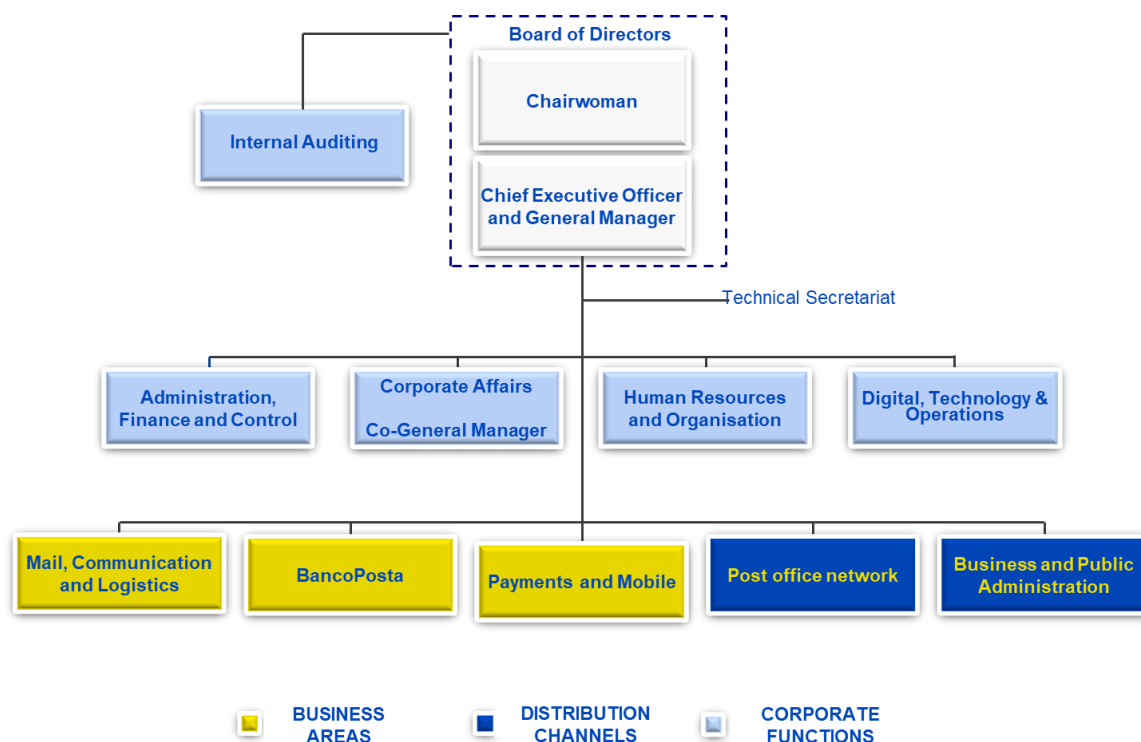 Board of Directors
Chairwoman
Internal Auditing
Chief Executive Officer
and General Manager
Technical Secretariat
Administration,
Finance and Control
Corporate Affairs
Co-General Manager
Human Resources
and Organisation
Digital, Technology &
Operations
Mail, Communication
and Logistics
BancoPosta
Payments and Mobile
Post office network
Business and Public
Administration
BUSINESS
AREAS
DISTRIBUTION
CHANNELS
CORPORATE
FUNCTIONS